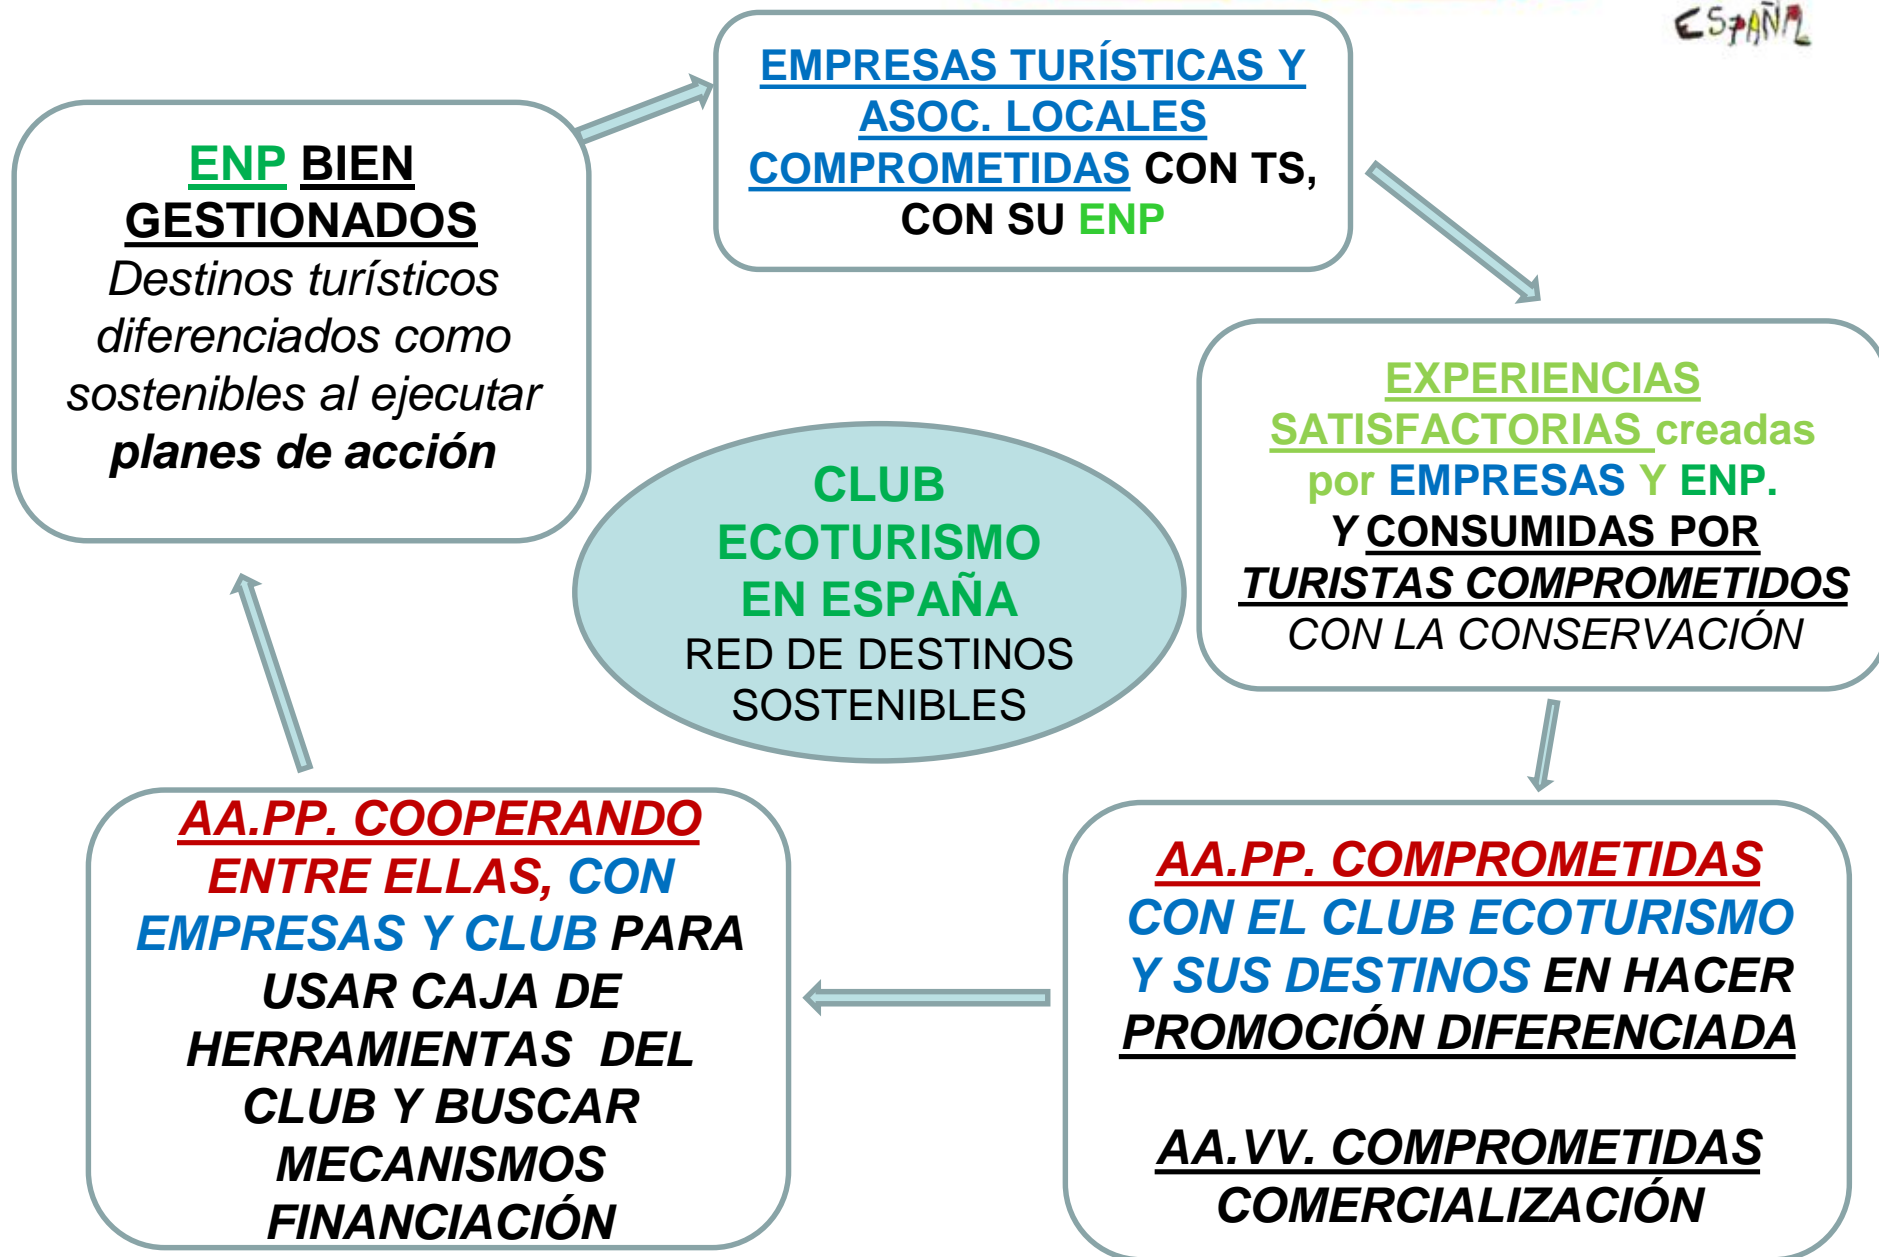 ESPAÑA
ENP BIEN
GESTIONADOS
Destinos turísticos
diferenciados como
sostenibles al ejecutar
planes de acción
EMPRESAS TURÍSTICAS Y
ASOC. LOCALES
COMPROMETIDAS CON TS,
CON SU ENP
EXPERIENCIAS
SATISFACTORIAS creadas
por EMPRESAS Y ENP.
Y CONSUMIDAS POR
TURISTAS COMPROMETIDOS
CON LA CONSERVACIÓN
CLUB
ECOTURISMO
EN ESPAÑA
RED DE DESTINOS
SOSTENIBLES
AA.PP. COMPROMETIDAS
CON EL CLUB ECOTURISMO
Y SUS DESTINOS EN HACER
PROMOCIÓN DIFERENCIADA
AA.VV. COMPROMETIDAS
COMERCIALIZACIÓN
AA.PP. COOPERANDO
ENTRE ELLAS, CON
EMPRESAS Y CLUB PARA
USAR CAJA DE
HERRAMIENTAS DEL
CLUB Y BUSCAR
MECANISMOS
FINANCIACIÓN